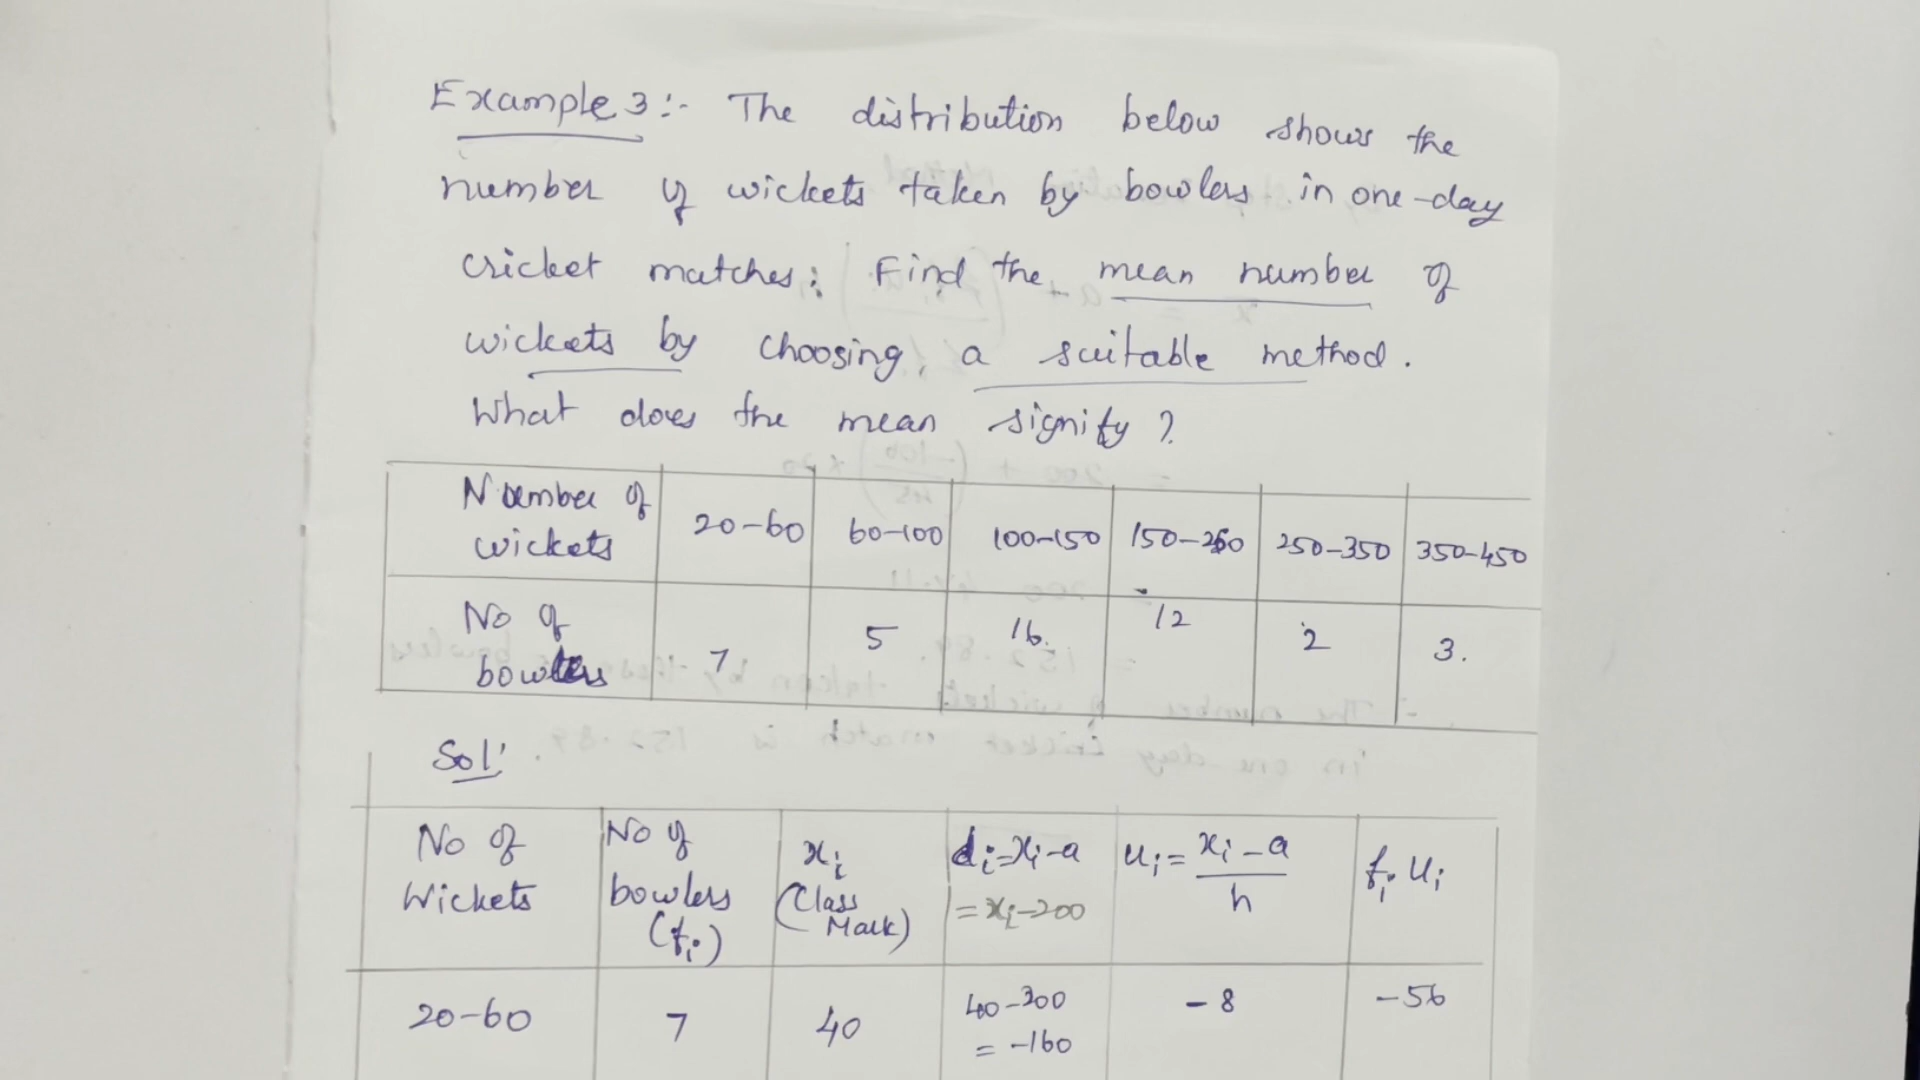 Example 3:- The distribution below shows the
number of wickets taken by bowlers in one-day
cricket matches: Find the mean number of
wickets by choosing a suitable method.
What does the mean signify?
Number of wickets 20-60 60-100 100-150 150-250 250-350 350-450
No of bowlers 7 5 16. 12 2 3.
Sol:
No of Wickets No of bowlers (fi) xi (Class Mark) di=xi-a =xi-200 ui=xi-a/h fiui
20-60 7 40 40-200 = -160 -8 -56